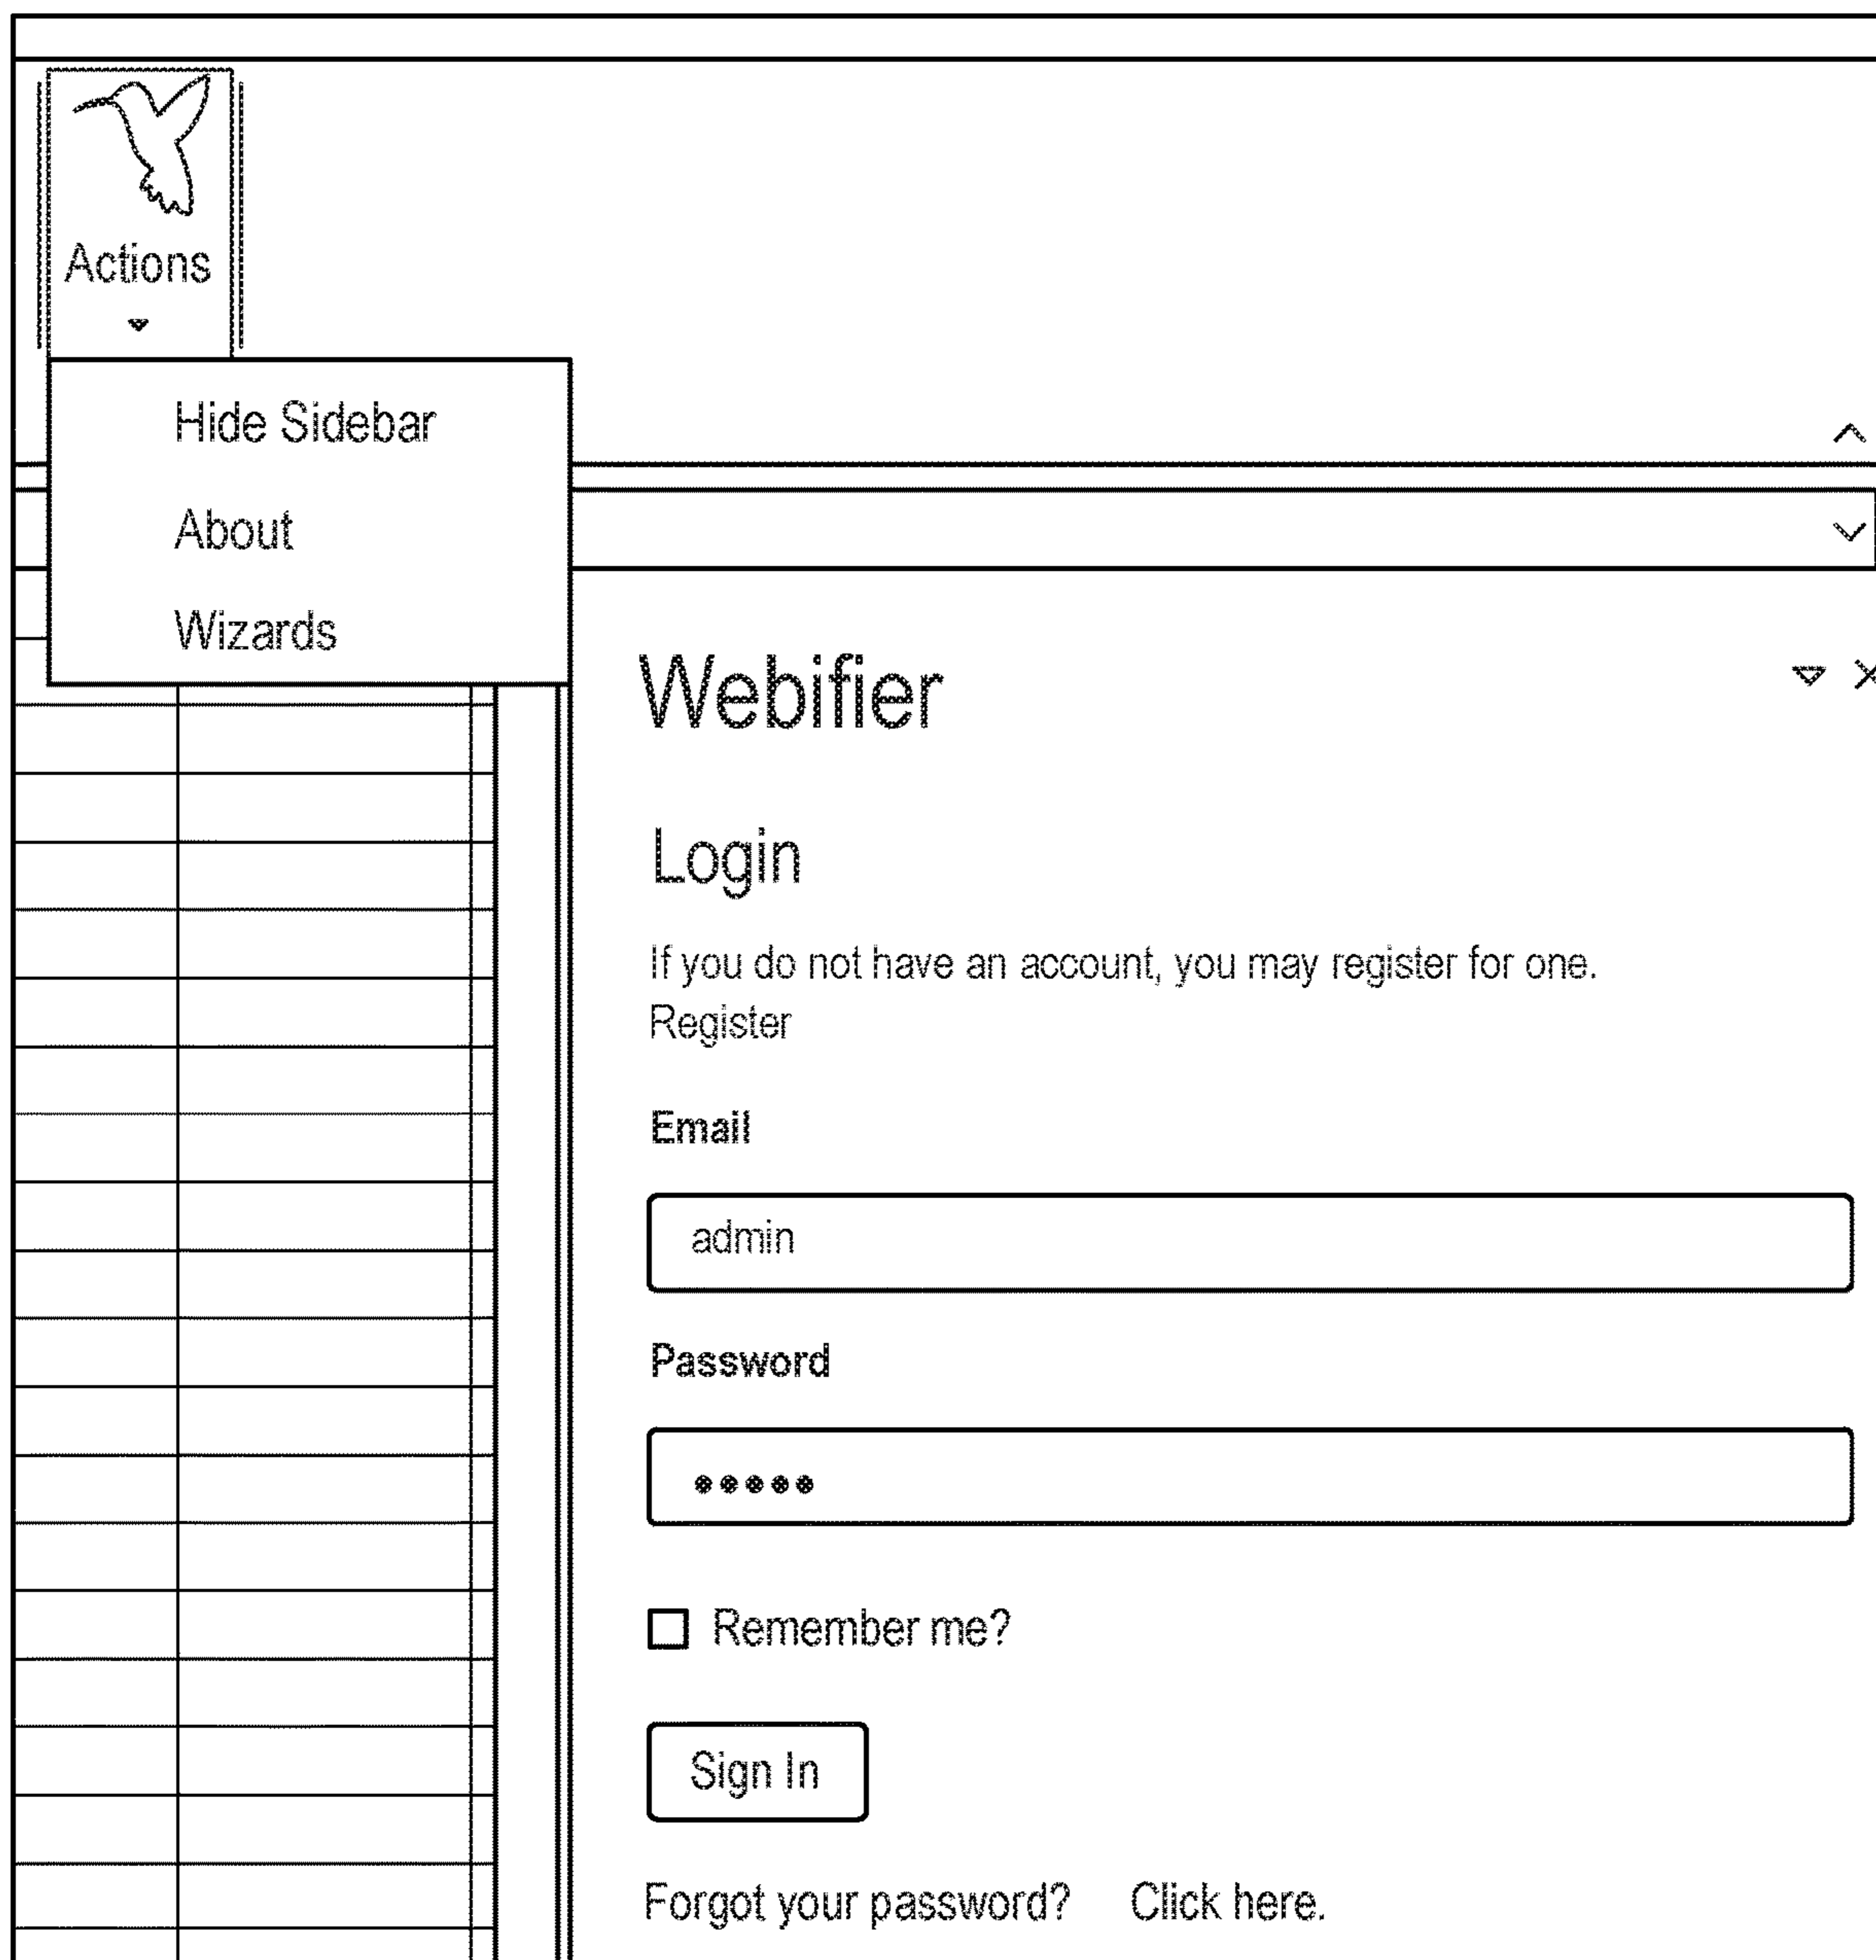 Actions
Hide Sidebar
About
Wizards
Webifier
Login
If you do not have an account, you may register for one.
Register
Email
admin
Password
Remember me?
Sign In
Forgot your password? Click here.